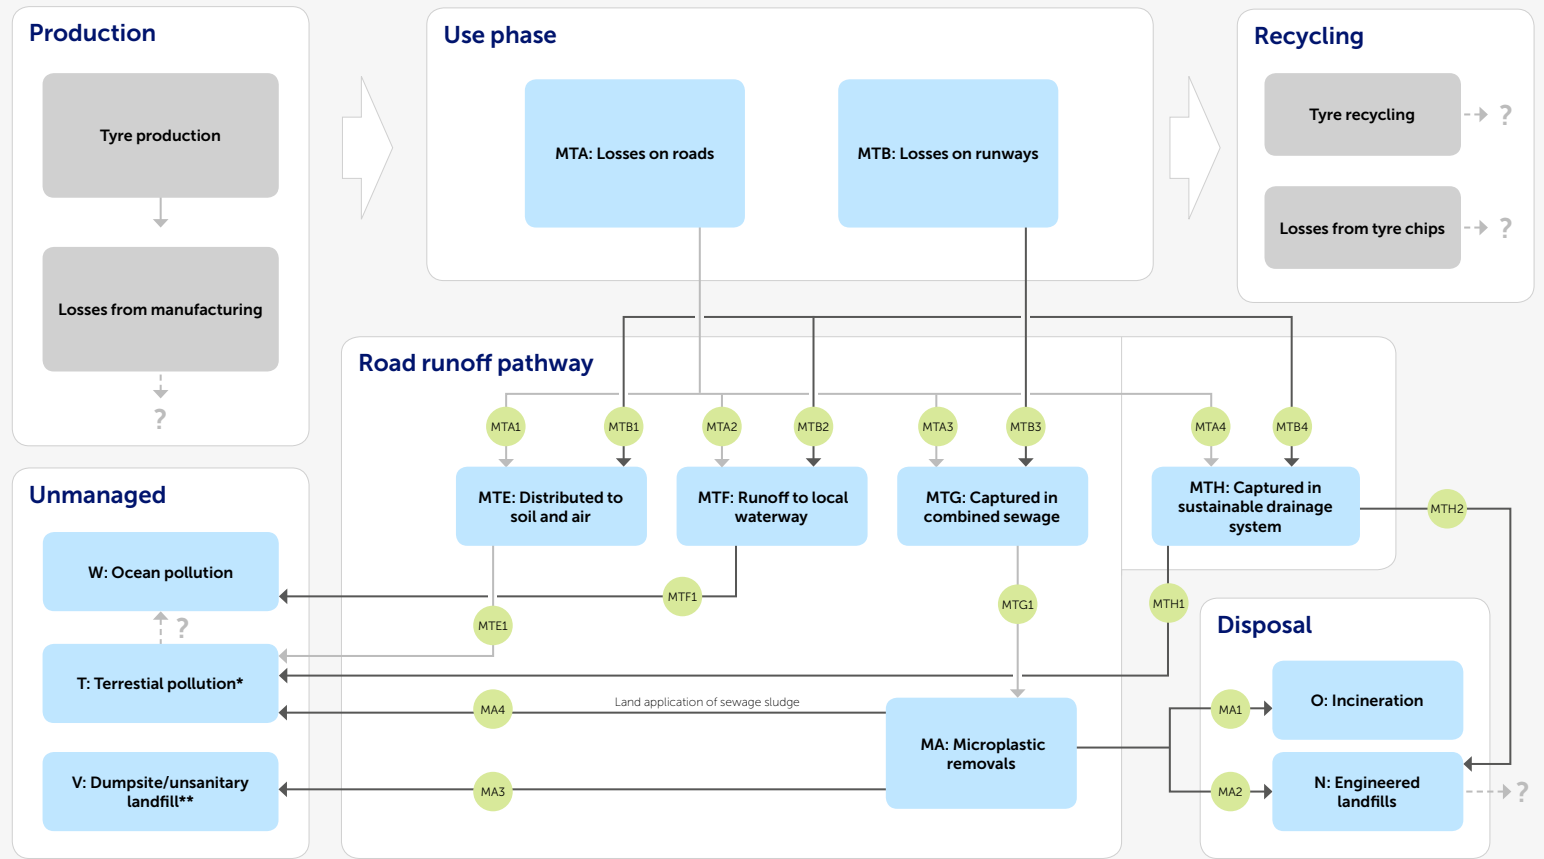 Production
Tyre production
Losses from manufacturing
?
Use phase
MTA: Losses on roads
MTB: Losses on runways
Recycling
Tyre recycling
?
Losses from tyre chips
?
Road runoff pathway
MTA1
MTB1
MTA2
MTB2
MTA3
MTB3
MTA4
MTB4
MTE: Distributed to
soil and air
MTF: Runoff to local
waterway
MTG: Captured in
combined sewage
MTH: Captured in
sustainable drainage
system
MTH2
MTF1
MTE1
MTG1
MTH1
Land application of sewage sludge
MA4
MA3
MA: Microplastic
removals
MA1
MA2
Unmanaged
W: Ocean pollution
?
T: Terrestial pollution*
V: Dumpsite/unsanitary
landfill**
Disposal
O: Incineration
N: Engineered
landfills
?